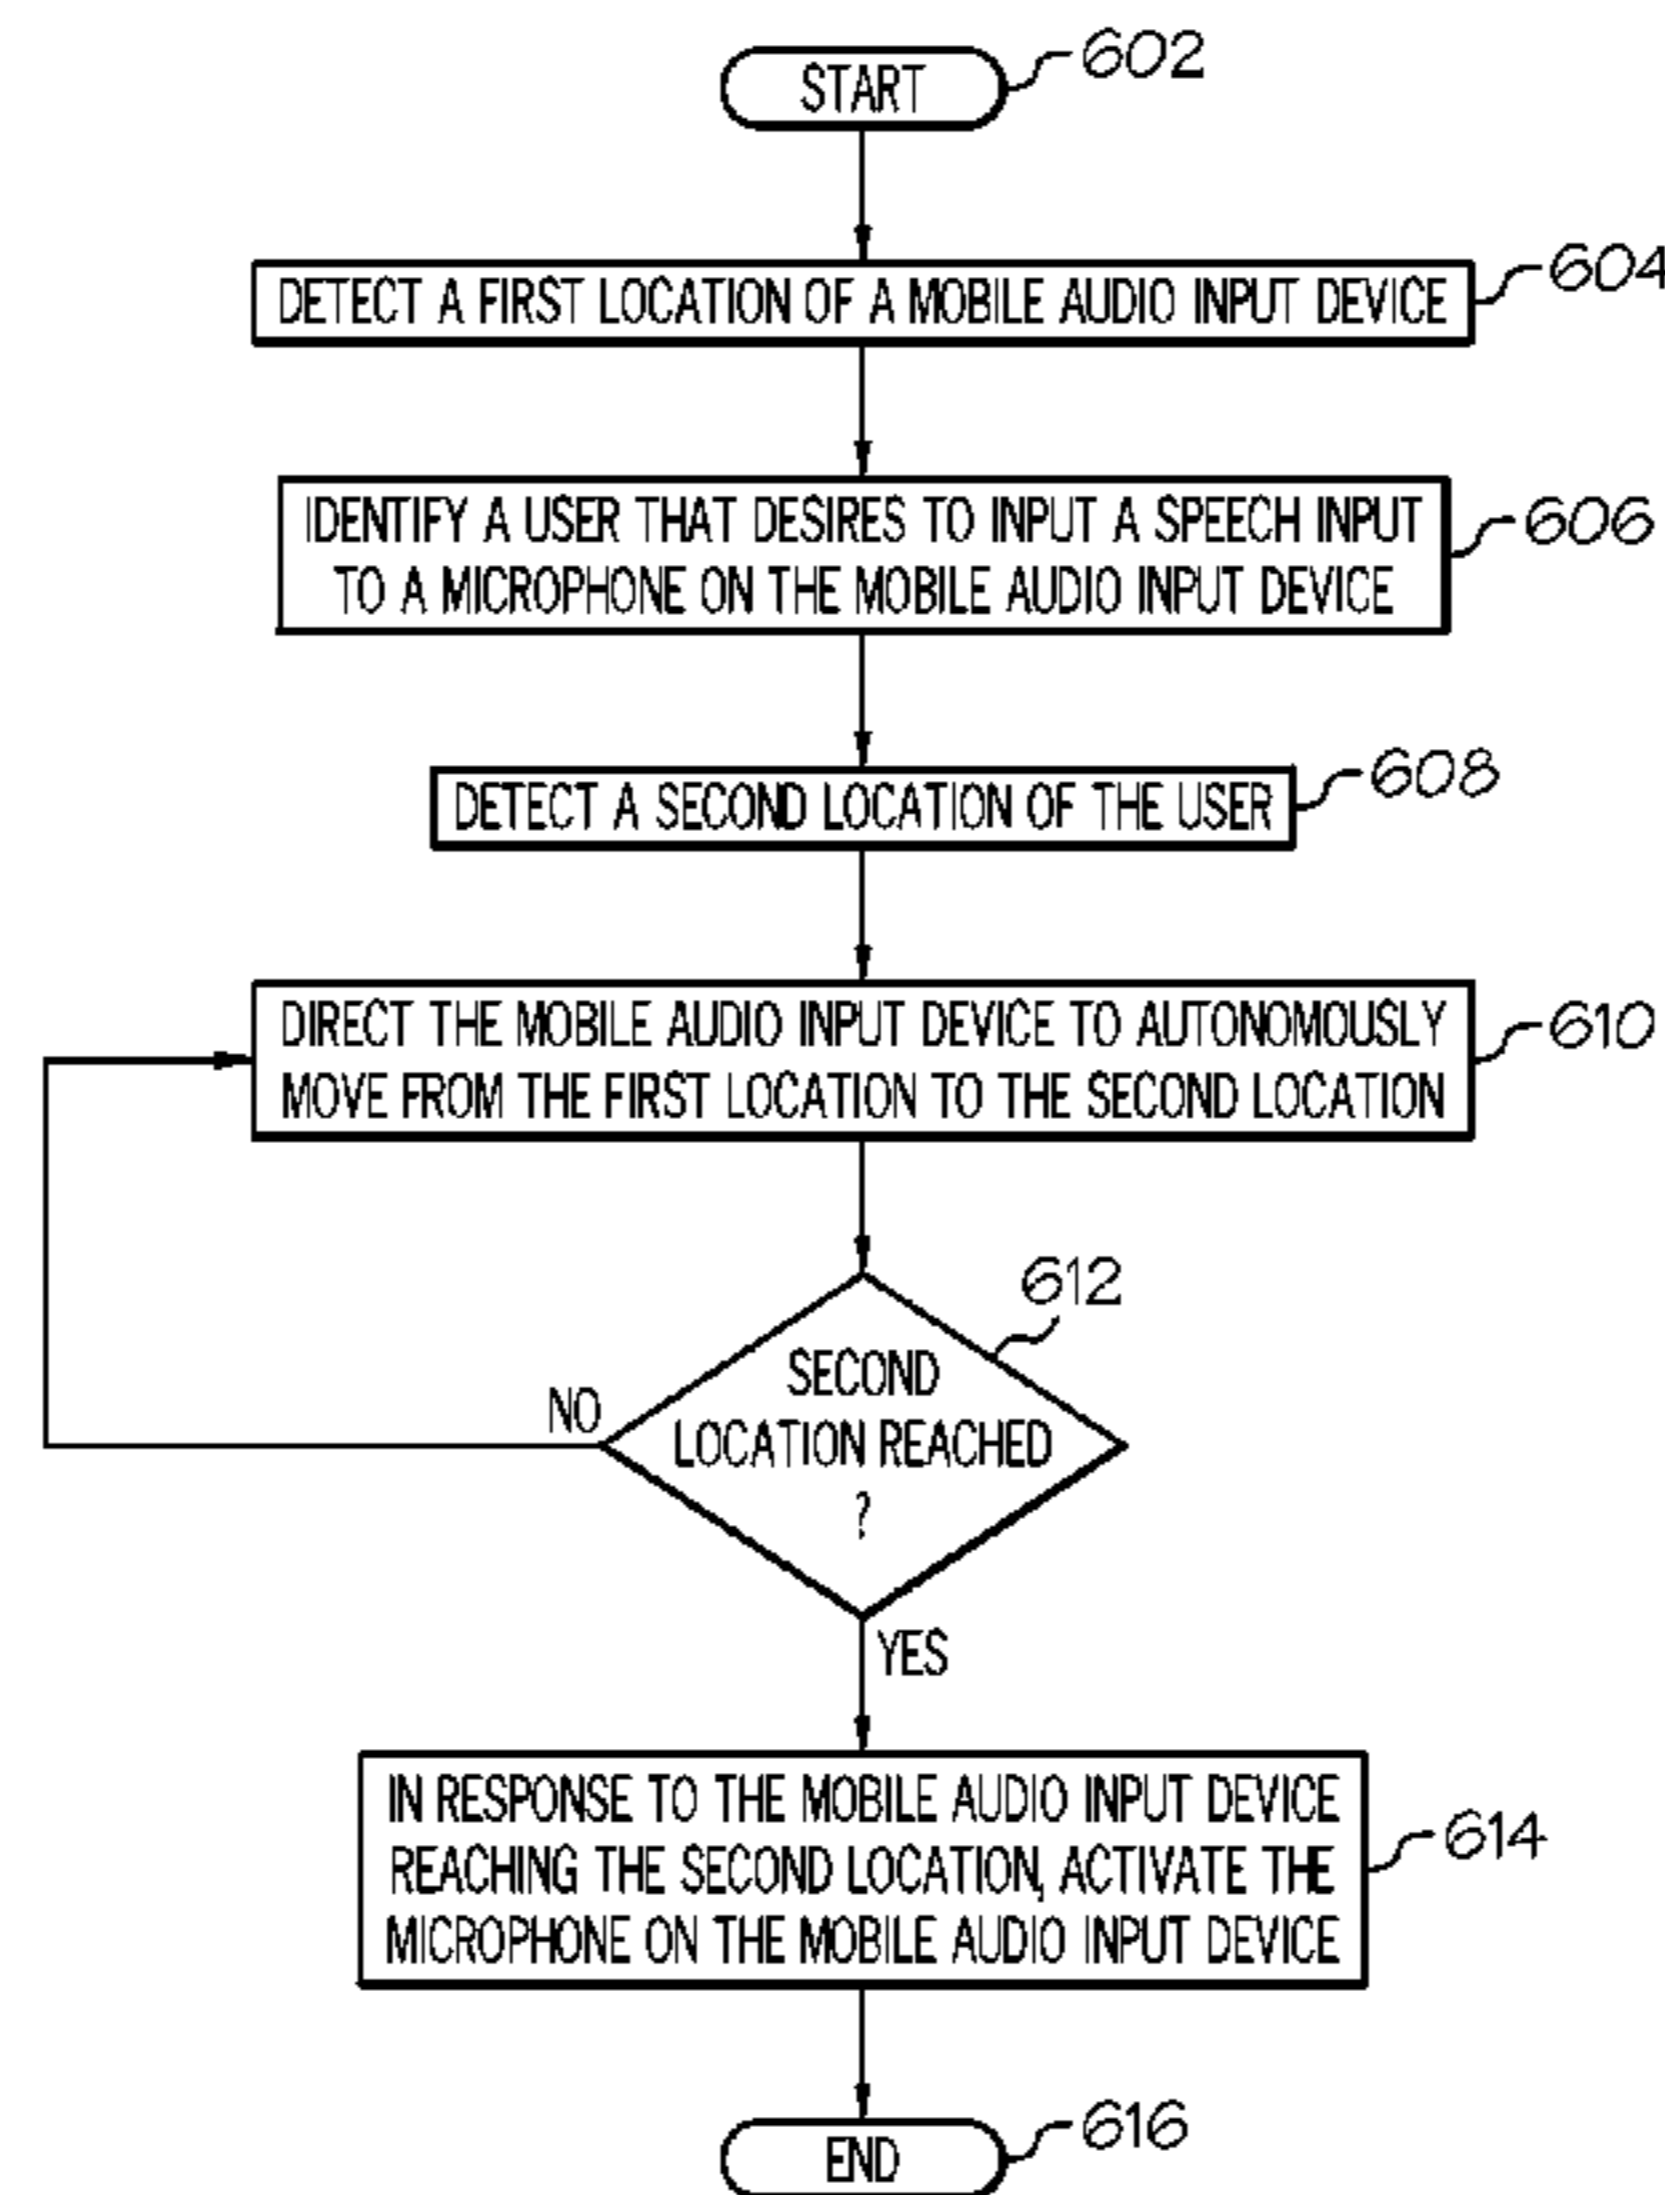 START
602
DETECT A FIRST LOCATION OF A MOBILE AUDIO INPUT DEVICE
604
IDENTIFY A USER THAT DESIRES TO INPUT A SPEECH INPUT
TO A MICROPHONE ON THE MOBILE AUDIO INPUT DEVICE
606
DETECT A SECOND LOCATION OF THE USER
608
DIRECT THE MOBILE AUDIO INPUT DEVICE TO AUTONOMOUSLY
MOVE FROM THE FIRST LOCATION TO THE SECOND LOCATION
610
612
SECOND
LOCATION REACHED
?
NO
YES
IN RESPONSE TO THE MOBILE AUDIO INPUT DEVICE
REACHING THE SECOND LOCATION, ACTIVATE THE
MICROPHONE ON THE MOBILE AUDIO INPUT DEVICE
614
END
616